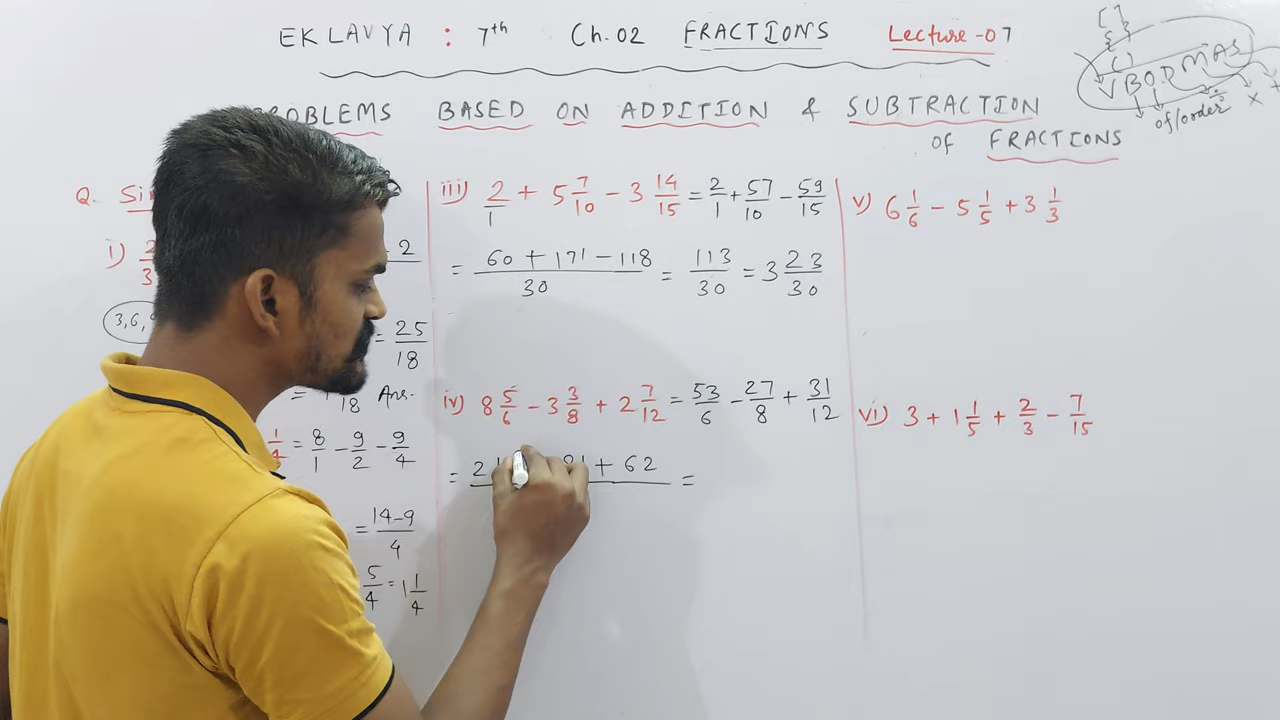 EKLAVYA : 7th Ch. 02 FRACTIONS Lecture-07
[ ]
{ }
( )
VBODMAS
of/order ÷ × +
PROBLEMS BASED ON ADDITION & SUBTRACTION
of FRACTIONS
Q.
i) 2/3
- 2
3, 6,
= 25/18
= 18 Ans.
1/4 = 8/1 - 9/2 - 9/4
= 14-9/4
5/4 = 1 1/4
iii) 2/1 + 5 7/10 - 3 14/15 = 2/1 + 57/10 - 59/15
= 60 + 171 - 118/30 = 113/30 = 3 23/30
iv) 8 5/6 - 3 3/8 + 2 7/12 = 53/6 - 27/8 + 31/12
= + 62 =
v) 6 1/6 - 5 1/5 + 3 1/3
vi) 3 + 1 1/5 + 2/3 - 7/15